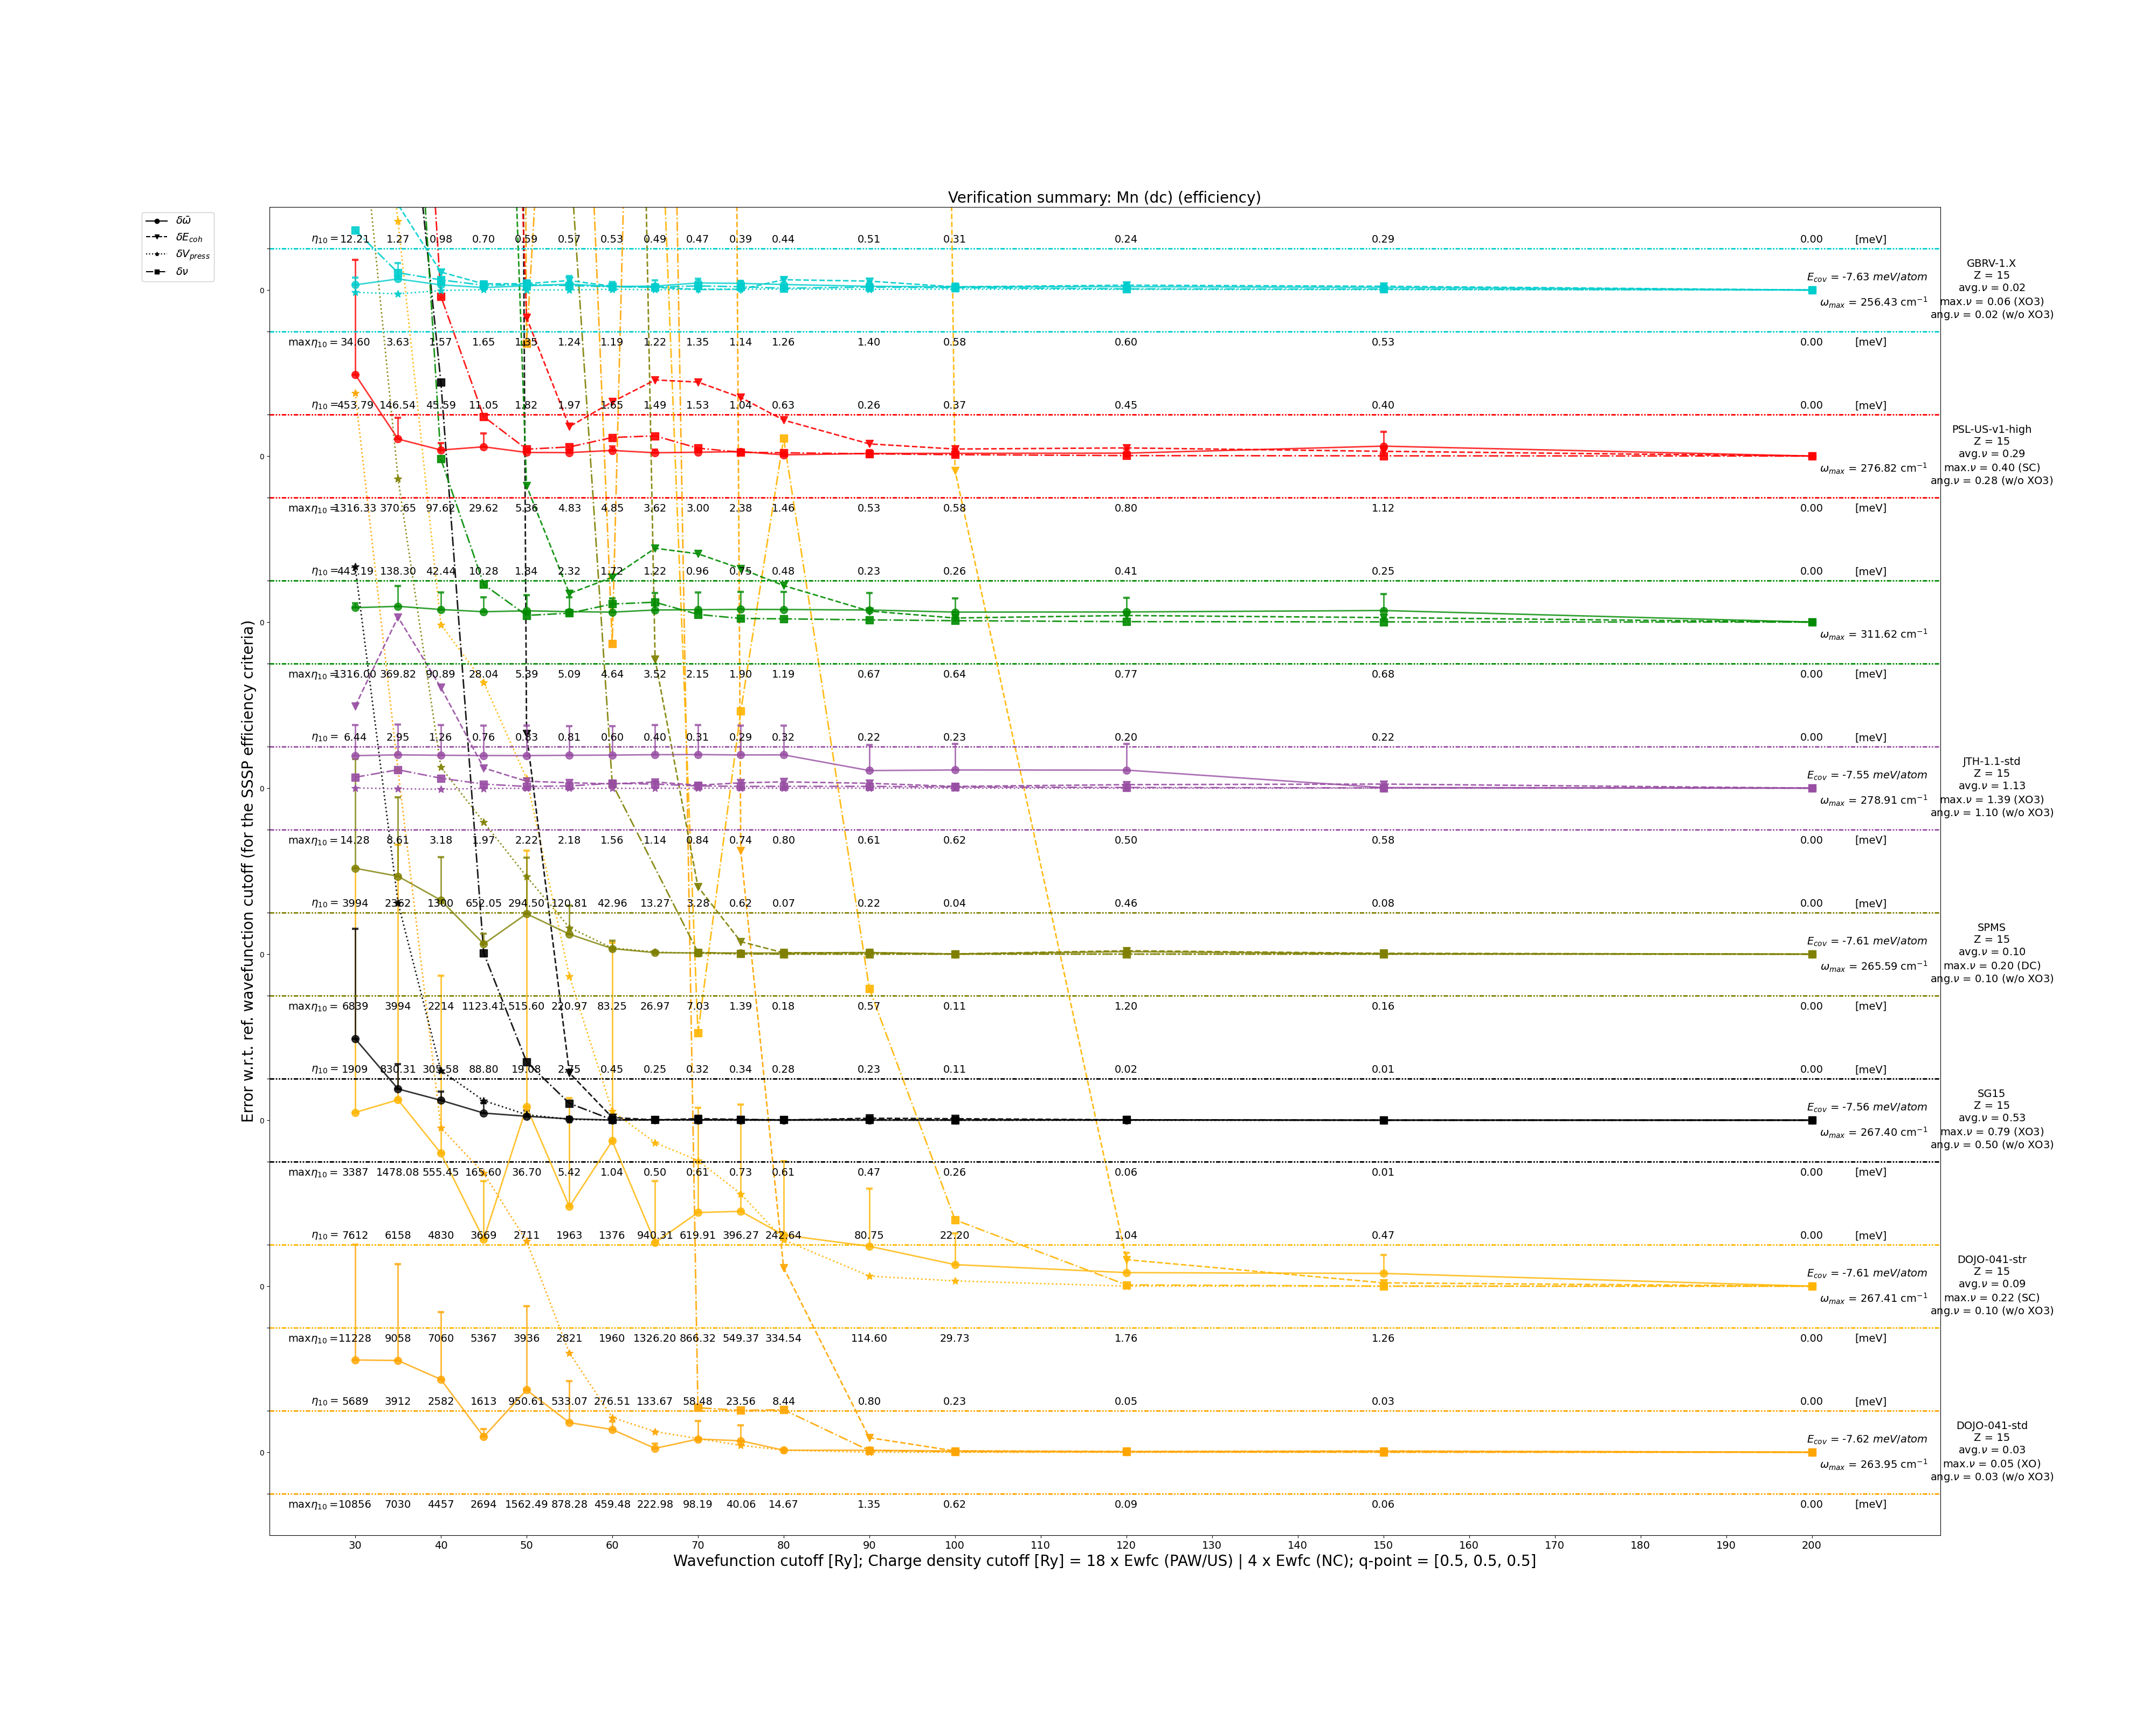 Verification summary: Mn (dc) (efficiency)
δω̄
δE_coh
δV_press
δν
Error w.r.t. ref. wavefunction cutoff (for the SSSP efficiency criteria)
η₁₀ = 12.21 1.27 0.98 0.70 0.59 0.57 0.53 0.49 0.47 0.39 0.44 0.51 0.31 0.24 0.29 0.00 [meV]
0
E_cov = -7.63 meV/atom
ω_max = 256.43 cm⁻¹
GBRV-1.X
Z = 15
avg.ν = 0.02
max.ν = 0.06 (XO3)
ang.ν = 0.02 (w/o XO3)
maxη₁₀ = 34.60 3.63 1.57 1.65 1.35 1.24 1.19 1.22 1.35 1.14 1.26 1.40 0.58 0.60 0.53 0.00 [meV]
η₁₀ = 453.79 146.54 45.59 11.05 1.82 1.97 1.65 1.49 1.53 1.04 0.63 0.26 0.37 0.45 0.40 0.00 [meV]
0
ω_max = 276.82 cm⁻¹
PSL-US-v1-high
Z = 15
avg.ν = 0.29
max.ν = 0.40 (SC)
ang.ν = 0.28 (w/o XO3)
maxη₁₀ = 1316.33 370.65 97.62 29.62 5.36 4.83 4.85 3.62 3.00 2.38 1.46 0.53 0.58 0.80 1.12 0.00 [meV]
η₁₀ = 443.19 138.30 42.44 10.28 1.84 2.32 1.72 1.22 0.96 0.75 0.48 0.23 0.26 0.41 0.25 0.00 [meV]
0
ω_max = 311.62 cm⁻¹
maxη₁₀ = 1316.00 369.82 90.89 28.04 5.39 5.09 4.64 3.52 2.15 1.90 1.19 0.67 0.64 0.77 0.68 0.00 [meV]
η₁₀ = 6.44 2.95 1.26 0.76 0.83 0.81 0.60 0.40 0.31 0.29 0.32 0.22 0.23 0.20 0.22 0.00 [meV]
0
E_cov = -7.55 meV/atom
ω_max = 278.91 cm⁻¹
JTH-1.1-std
Z = 15
avg.ν = 1.13
max.ν = 1.39 (XO3)
ang.ν = 1.10 (w/o XO3)
maxη₁₀ = 14.28 8.61 3.18 1.97 2.22 2.18 1.56 1.14 0.84 0.74 0.80 0.61 0.62 0.50 0.58 0.00 [meV]
η₁₀ = 3994 2362 1300 652.05 294.50 120.81 42.96 13.27 3.28 0.62 0.07 0.22 0.04 0.46 0.08 0.00 [meV]
0
E_cov = -7.61 meV/atom
ω_max = 265.59 cm⁻¹
SPMS
Z = 15
avg.ν = 0.10
max.ν = 0.20 (DC)
ang.ν = 0.10 (w/o XO3)
maxη₁₀ = 6839 3994 2214 1123.41 515.60 220.97 83.25 26.97 7.03 1.39 0.18 0.57 0.11 1.20 0.16 0.00 [meV]
η₁₀ = 1909 830.31 305.58 88.80 19.08 2.75 0.45 0.25 0.32 0.34 0.28 0.23 0.11 0.02 0.01 0.00 [meV]
0
E_cov = -7.56 meV/atom
ω_max = 267.40 cm⁻¹
SG15
Z = 15
avg.ν = 0.53
max.ν = 0.79 (XO3)
ang.ν = 0.50 (w/o XO3)
maxη₁₀ = 3387 1478.08 555.45 165.60 36.70 5.42 1.04 0.50 0.61 0.73 0.61 0.47 0.26 0.06 0.01 0.00 [meV]
η₁₀ = 7612 6158 4830 3669 2711 1963 1376 940.31 619.91 396.27 242.64 80.75 22.20 1.04 0.47 0.00 [meV]
0
E_cov = -7.61 meV/atom
ω_max = 267.41 cm⁻¹
DOJO-041-str
Z = 15
avg.ν = 0.09
max.ν = 0.22 (SC)
ang.ν = 0.10 (w/o XO3)
maxη₁₀ = 11228 9058 7060 5367 3936 2821 1960 1326.20 866.32 549.37 334.54 114.60 29.73 1.76 1.26 0.00 [meV]
η₁₀ = 5689 3912 2582 1613 950.61 533.07 276.51 133.67 58.48 23.56 8.44 0.80 0.23 0.05 0.03 0.00 [meV]
0
E_cov = -7.62 meV/atom
ω_max = 263.95 cm⁻¹
DOJO-041-std
Z = 15
avg.ν = 0.03
max.ν = 0.05 (XO)
ang.ν = 0.03 (w/o XO3)
maxη₁₀ = 10856 7030 4457 2694 1562.49 878.28 459.48 222.98 98.19 40.06 14.67 1.35 0.62 0.09 0.06 0.00 [meV]
30 40 50 60 70 80 90 100 110 120 130 140 150 160 170 180 190 200
Wavefunction cutoff [Ry]; Charge density cutoff [Ry] = 18 x Ewfc (PAW/US) | 4 x Ewfc (NC); q-point = [0.5, 0.5, 0.5]